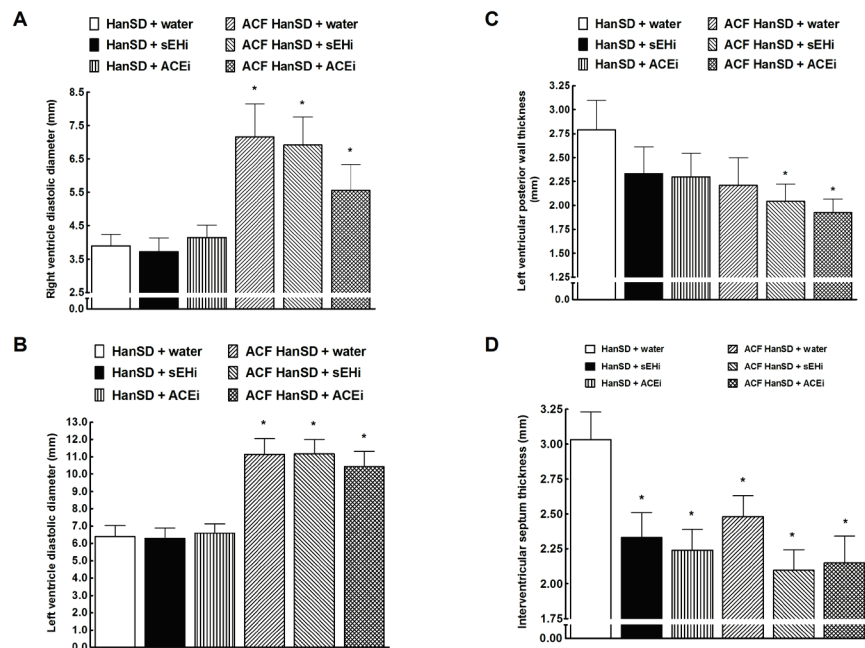 A
HanSD + water
ACF HanSD + water
HanSD + sEHi
ACF HanSD + sEHi
HanSD + ACEi
ACF HanSD + ACEi
Right ventricle diastolic diameter (mm)
8.5
7.5
6.5
5.5
4.5
3.5
2.5
0.0
* * *
B
HanSD + water
ACF HanSD + water
HanSD + sEHi
ACF HanSD + sEHi
HanSD + ACEi
ACF HanSD + ACEi
Left ventricle diastolic diameter (mm)
13.0
12.0
11.0
10.0
9.0
8.0
7.0
6.0
5.0
4.0
3.0
2.0
1.0
0.0
* * *
C
HanSD + water
ACF HanSD + water
HanSD + sEHi
ACF HanSD + sEHi
HanSD + ACEi
ACF HanSD + ACEi
Left ventricular posterior wall thickness
(mm)
3.25
3.00
2.75
2.50
2.25
2.00
1.75
1.50
1.25
0.0
* *
D
HanSD + water
ACF HanSD + water
HanSD + sEHi
ACF HanSD + sEHi
HanSD + ACEi
ACF HanSD + ACEi
Interventricular septum thickness (mm)
3.25
3.00
2.50
2.25
2.00
1.75
0.00
* * * * *